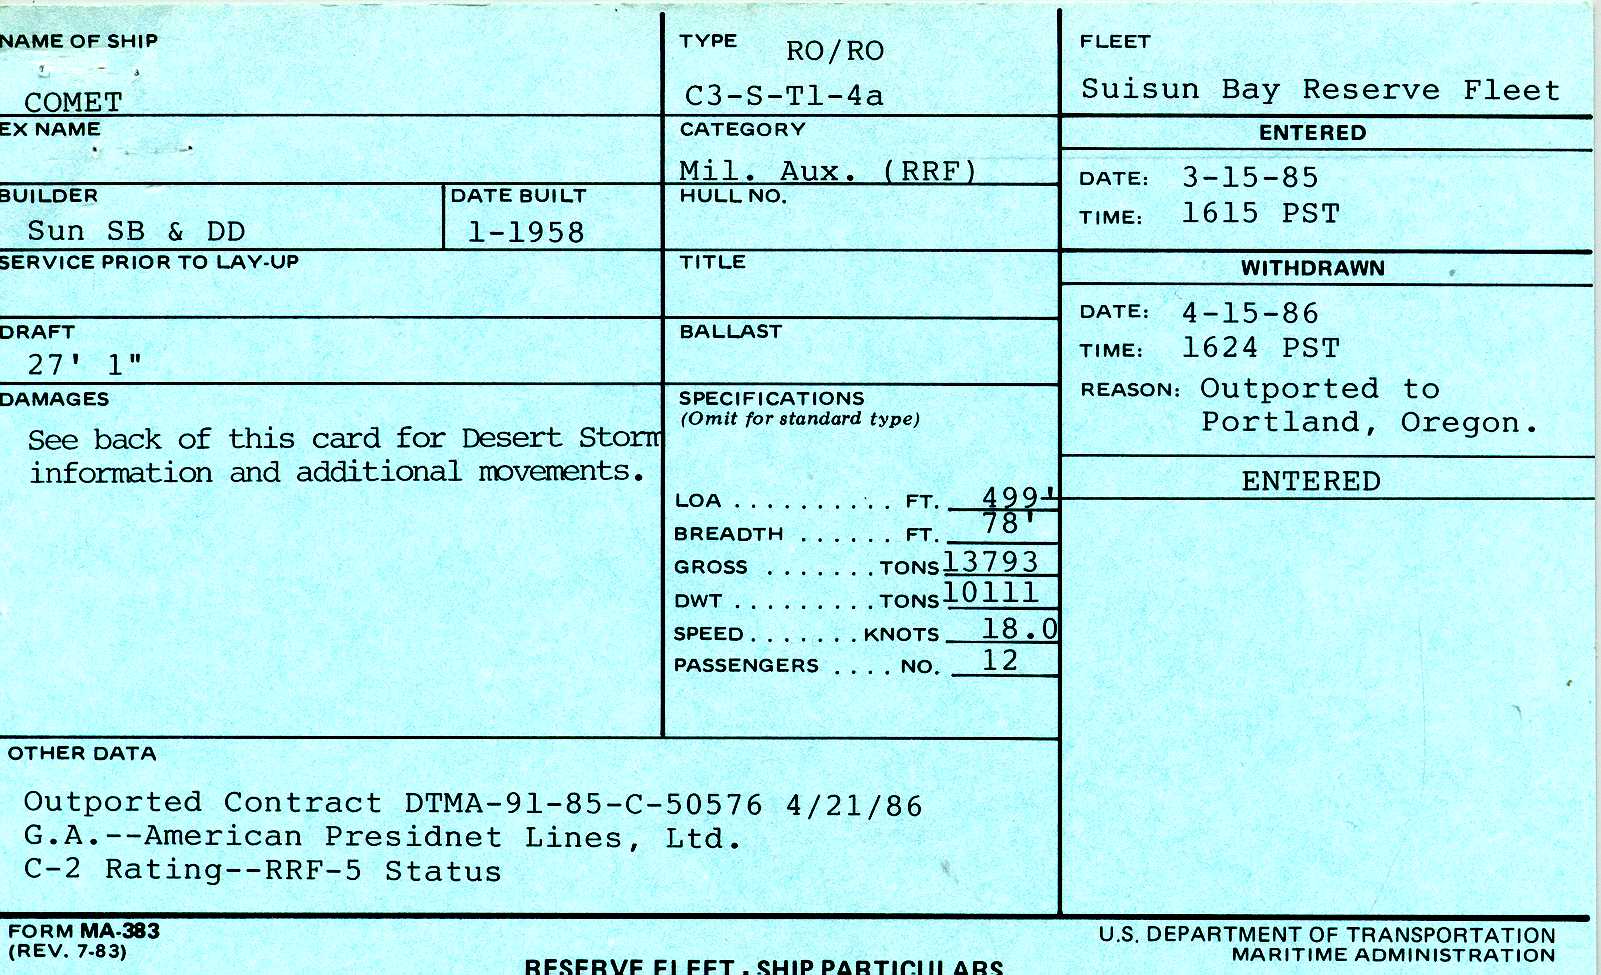 NAME OF SHIP
COMET
EX NAME
BUILDER
Sun SB & DD
DATE BUILT
1-1958
SERVICE PRIOR TO LAY-UP
DRAFT
27' 1"
DAMAGES
See back of this card for Desert Storm
information and additional movements.
TYPE RO/RO
C3-S-T1-4a
CATEGORY
Mil. Aux. (RRF)
HULL NO.
TITLE
BALLAST
SPECIFICATIONS
(Omit for standard type)
LOA . . . . . . . . . . FT. 499'
BREADTH . . . . . . FT. 78'
GROSS . . . . . . . TONS 13793
DWT . . . . . . . . . TONS 10111
SPEED . . . . . . . KNOTS 18.0
PASSENGERS . . . . NO. 12
FLEET
Suisun Bay Reserve Fleet
ENTERED
DATE: 3-15-85
TIME: 1615 PST
WITHDRAWN
DATE: 4-15-86
TIME: 1624 PST
REASON: Outported to
Portland, Oregon.
ENTERED
OTHER DATA
Outported Contract DTMA-91-85-C-50576 4/21/86
G.A.--American Presidnet Lines, Ltd.
C-2 Rating--RRF-5 Status
FORM MA-383
(REV. 7-83)
RESERVE FLEET - SHIP PARTICULARS
U.S. DEPARTMENT OF TRANSPORTATION
MARITIME ADMINISTRATION